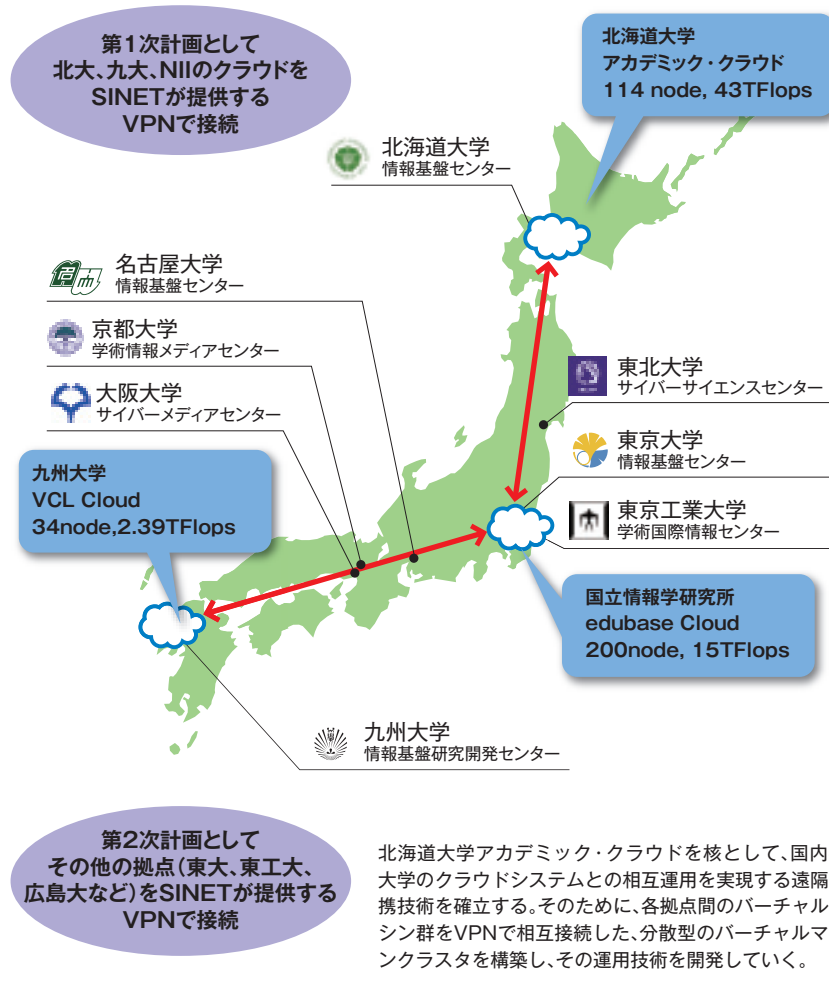 第1次計画として
北大、九大、NIIのクラウドを
SINETが提供する
VPNで接続
北海道大学
アカデミック・クラウド
114 node, 43TFlops
北海道大学
情報基盤センター
名古屋大学
情報基盤センター
京都大学
学術情報メディアセンター
大阪大学
サイバーメディアセンター
東北大学
サイバーサイエンスセンター
東京大学
情報基盤センター
東京工業大学
学術国際情報センター
九州大学
VCL Cloud
34node,2.39TFlops
国立情報学研究所
edubase Cloud
200node, 15TFlops
九州大学
情報基盤研究開発センター
第2次計画として
その他の拠点(東大、東工大、
広島大など)をSINETが提供する
VPNで接続
北海道大学アカデミック・クラウドを核として、国内
大学のクラウドシステムとの相互運用を実現する遠隔
携技術を確立する。そのために、各拠点間のバーチャル
シン群をVPNで相互接続した、分散型のバーチャルマ
ンクラスタを構築し、その運用技術を開発していく。